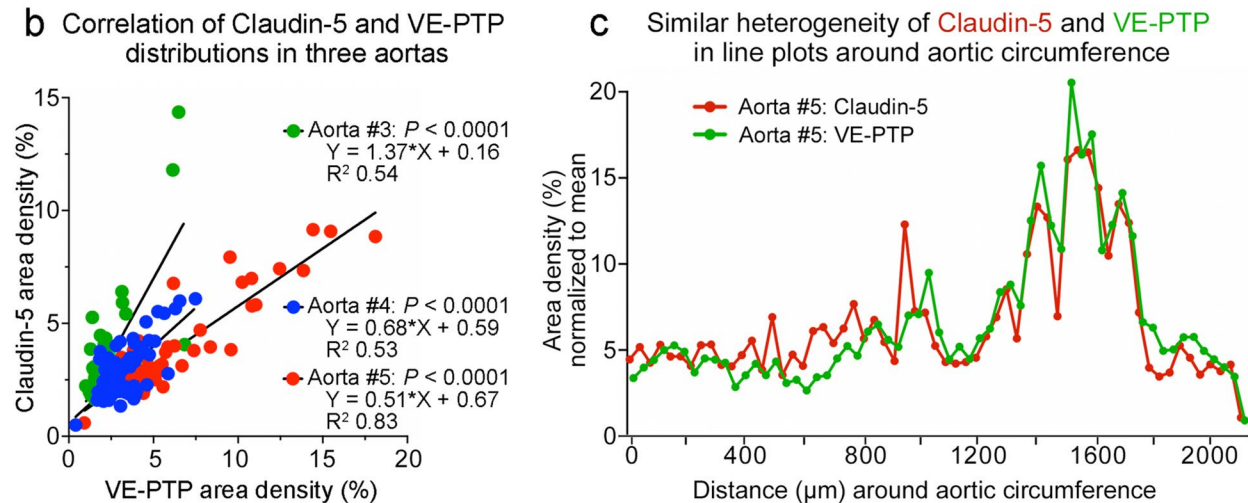 b Correlation of Claudin-5 and VE-PTP
distributions in three aortas
Claudin-5 area density (%)
15
10
5
0
Aorta #3: P < 0.0001
Y = 1.37*X + 0.16
R² 0.54
Aorta #4: P < 0.0001
Y = 0.68*X + 0.59
R² 0.53
Aorta #5: P < 0.0001
Y = 0.51*X + 0.67
R² 0.83
0 5 10 15 20
VE-PTP area density (%)
c Similar heterogeneity of Claudin-5 and VE-PTP
in line plots around aortic circumference
Area density (%)
normalized to mean
20
15
10
5
0
Aorta #5: Claudin-5
Aorta #5: VE-PTP
0 400 800 1200 1600 2000
Distance (µm) around aortic circumference